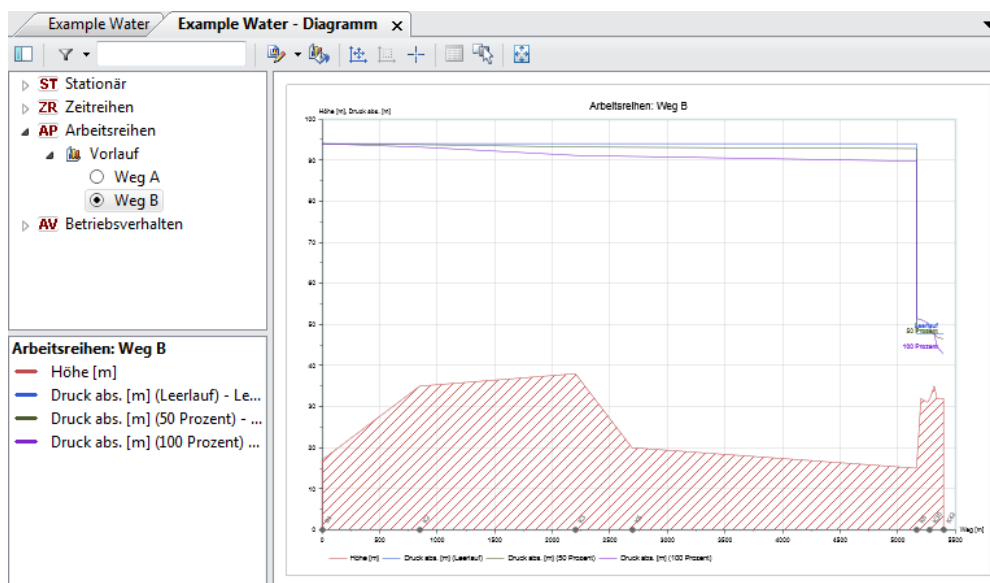 Example Water
Example Water - Diagramm
ST Stationär
ZR Zeitreihen
AP Arbeitsreihen
Vorlauf
Weg A
Weg B
AV Betriebsverhalten
Arbeitsreihen: Weg B
Höhe [m]
Druck abs. [m] (Leerlauf) - Le...
Druck abs. [m] (50 Prozent) - ...
Druck abs. [m] (100 Prozent) ...
Arbeitsreihen: Weg B
Höhe [m], Druck abs. [m]
100
90
80
70
60
50
40
30
20
10
0
Leerlauf
50 Prozent
100 Prozent
0 500 1000 1500 2000 2500 3000 3500 4000 4500 5000 5500
Weg [m]
Höhe [m] Druck abs. [m] (Leerlauf) Druck abs. [m] (50 Prozent) Druck abs. [m] (100 Prozent)